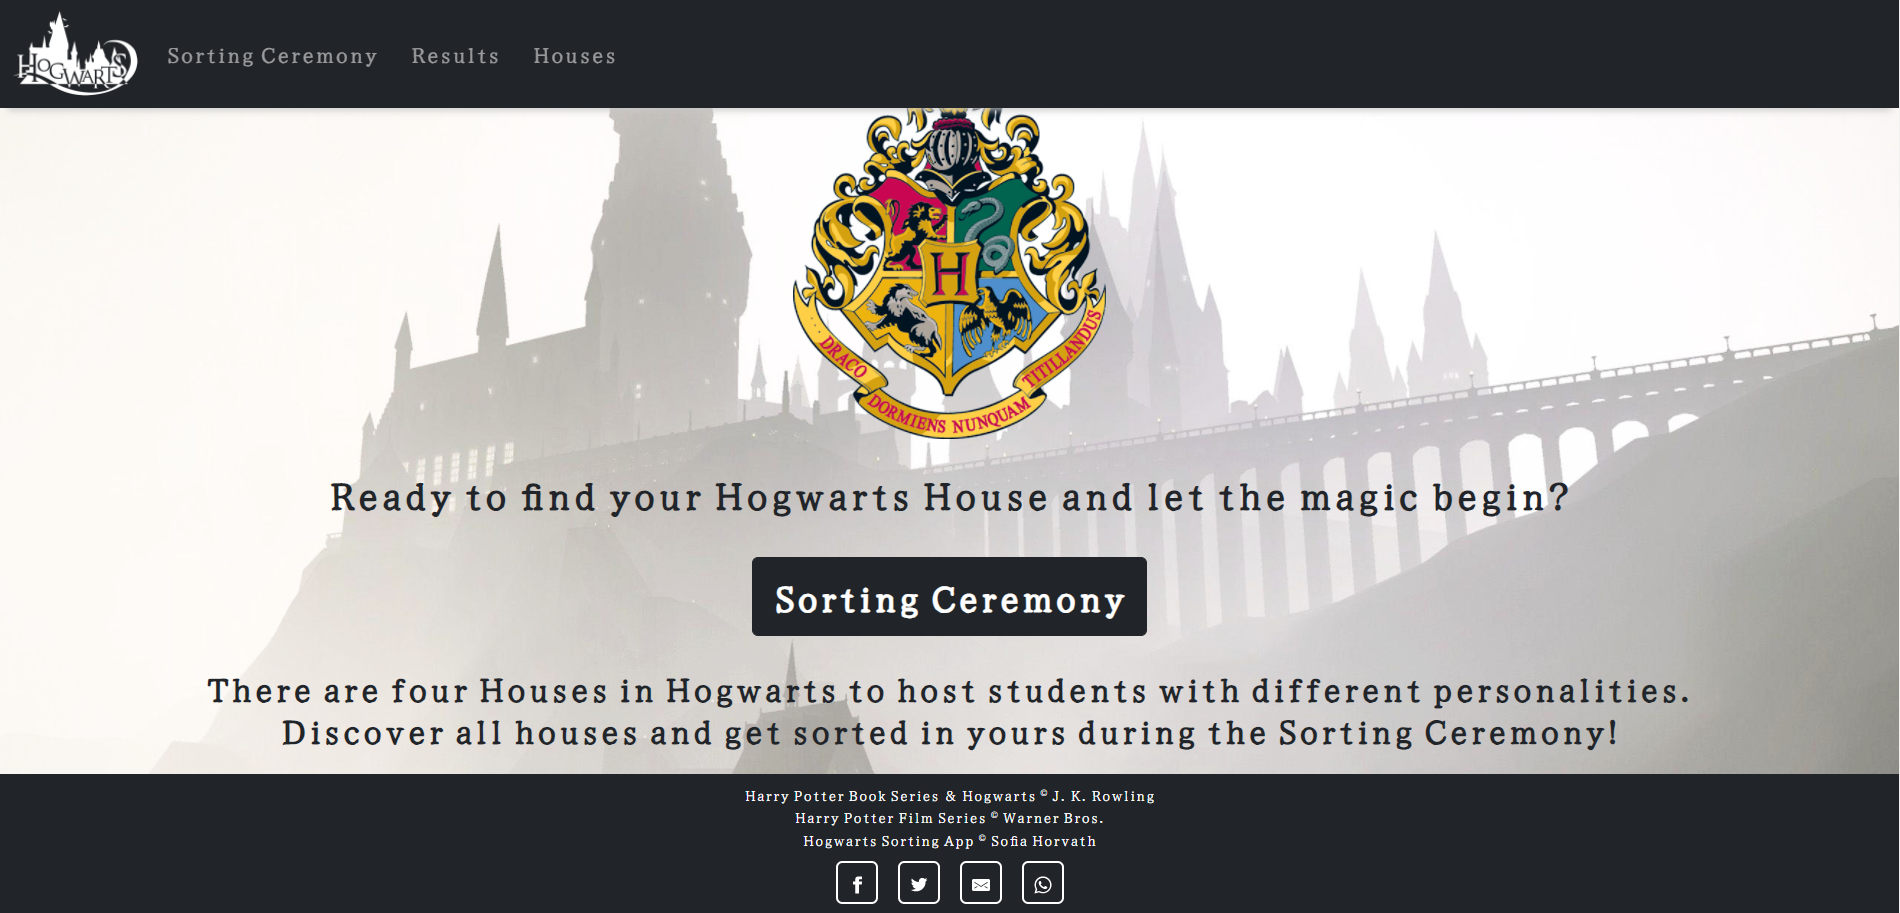 HOGWARTS
Sorting Ceremony
Results
Houses
H
DRACO DORMIENS NUNQUAM TITILLANDUS
Ready to find your Hogwarts House and let the magic begin?
Sorting Ceremony
There are four Houses in Hogwarts to host students with different personalities.
Discover all houses and get sorted in yours during the Sorting Ceremony!
Harry Potter Book Series & Hogwarts © J. K. Rowling
Harry Potter Film Series © Warner Bros.
Hogwarts Sorting App © Sofia Horvath